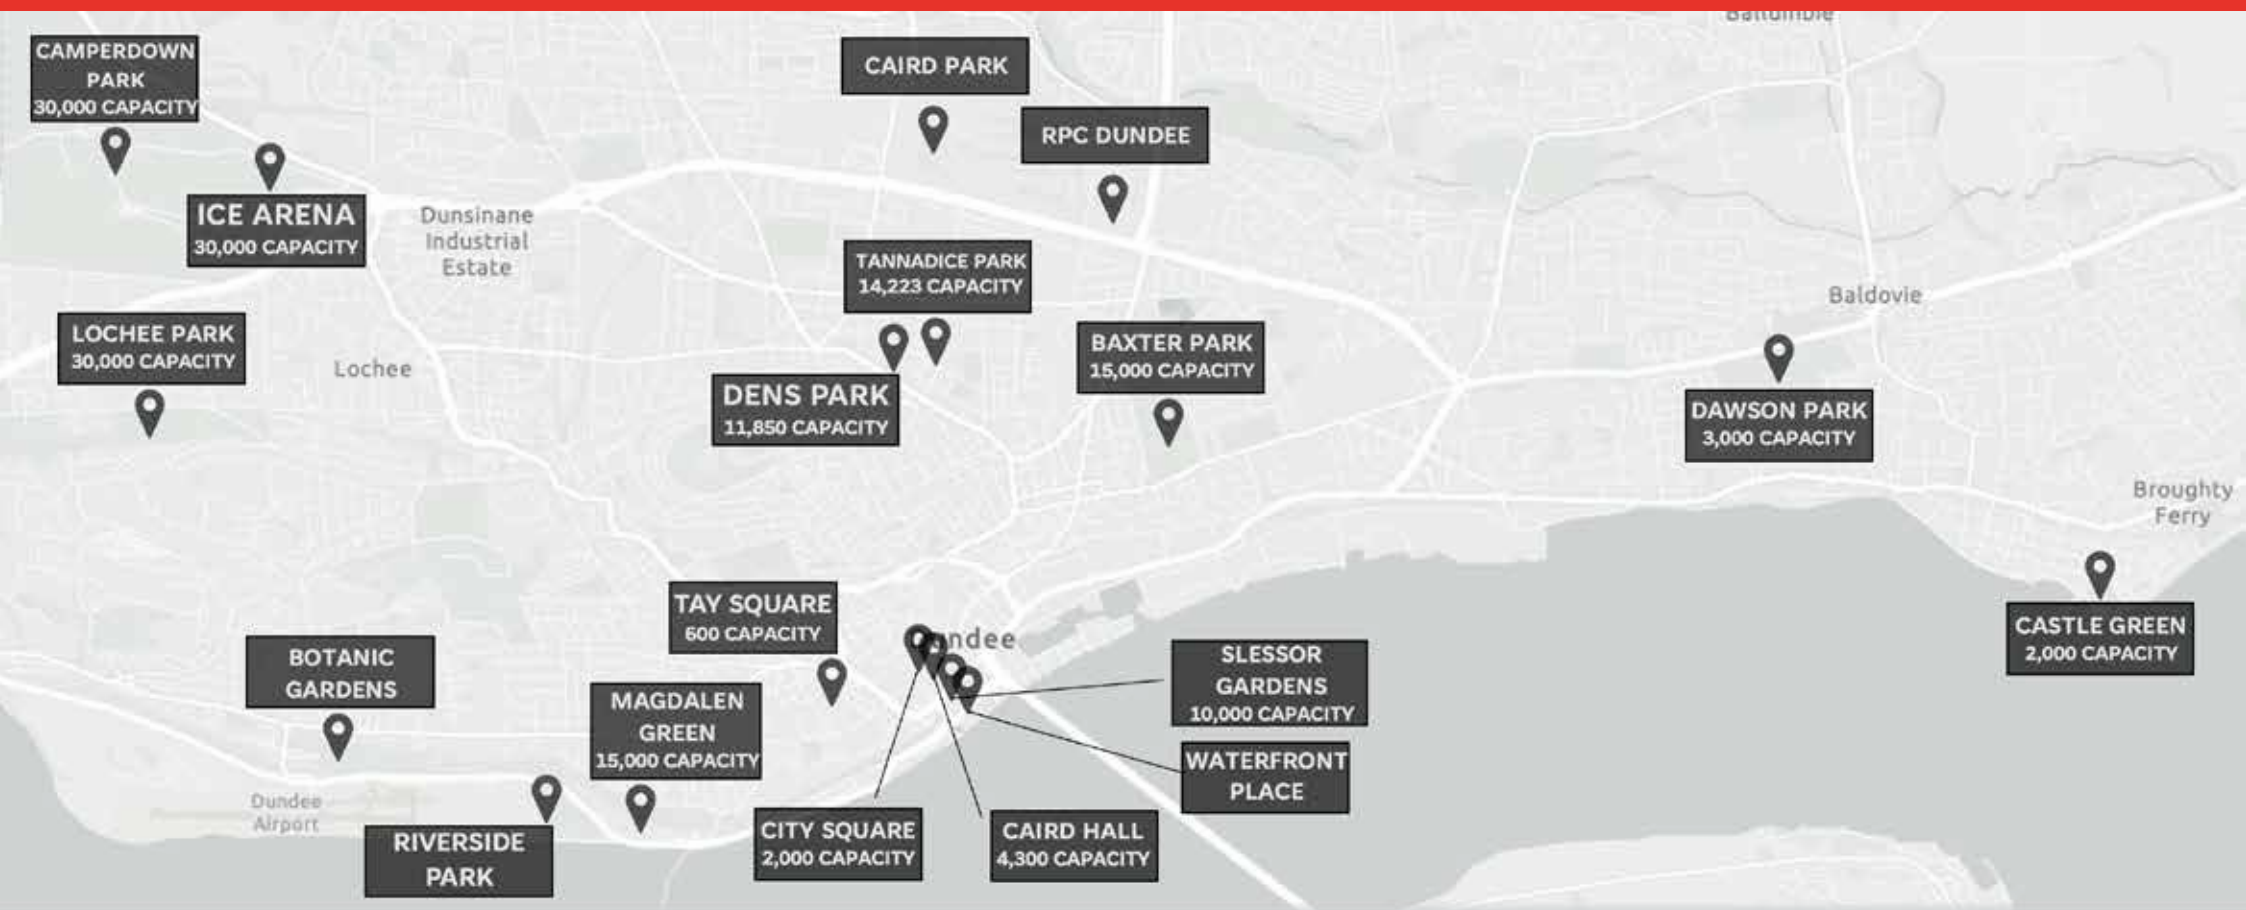 CAMPERDOWN
PARK
30,000 CAPACITY
CAIRD PARK
RPC DUNDEE
ICE ARENA
30,000 CAPACITY
Dunsinane
Industrial
Estate
TANNADICE PARK
14,223 CAPACITY
Baldovie
LOCHEE PARK
30,000 CAPACITY
Lochee
BAXTER PARK
15,000 CAPACITY
DENS PARK
11,850 CAPACITY
DAWSON PARK
3,000 CAPACITY
Broughty
Ferry
TAY SQUARE
600 CAPACITY
CASTLE GREEN
2,000 CAPACITY
BOTANIC
GARDENS
SLESSOR
GARDENS
10,000 CAPACITY
MAGDALEN
GREEN
15,000 CAPACITY
WATERFRONT
PLACE
Dundee
Airport
RIVERSIDE
PARK
CITY SQUARE
2,000 CAPACITY
CAIRD HALL
4,300 CAPACITY